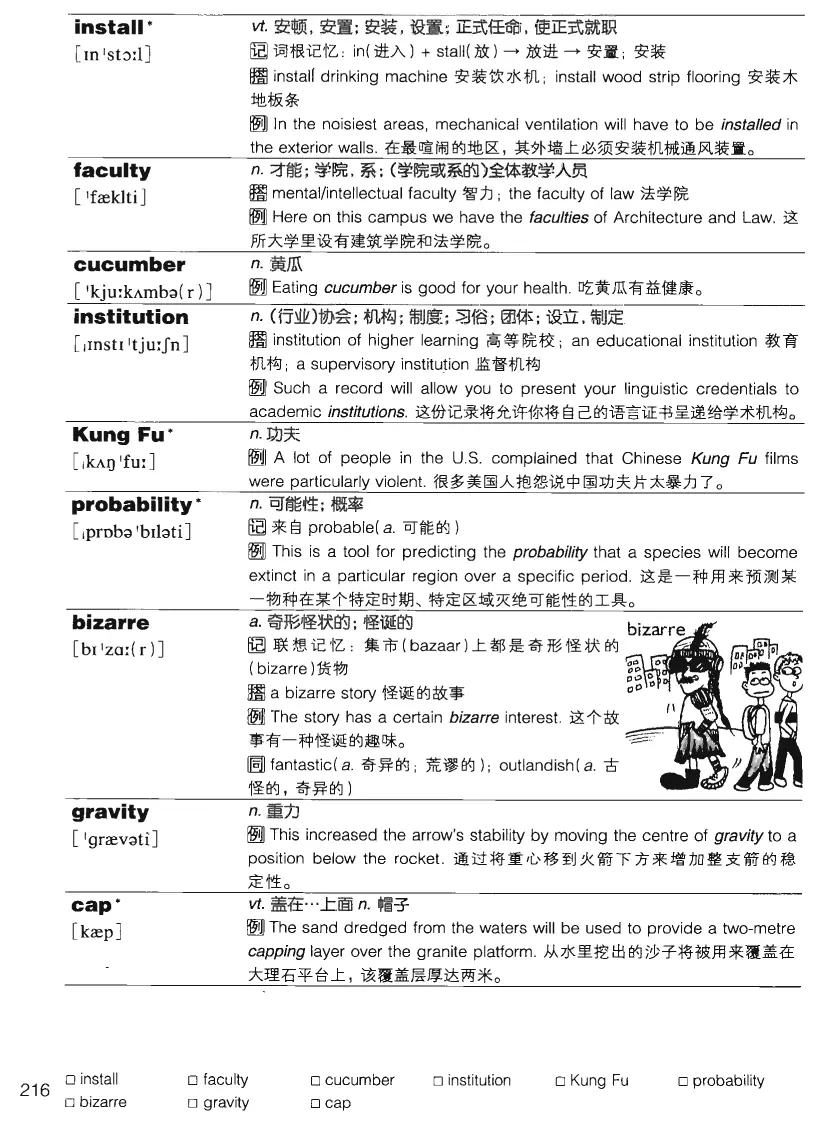 install*
[ɪnˈstɔːl]
vt. 安顿，安置；安装，设置；正式任命，使正式就职
记 词根记忆：in(进入) + stall(放) → 放进 → 安置；安装
搭 install drinking machine 安装饮水机；install wood strip flooring 安装木
地板条
例 In the noisiest areas, mechanical ventilation will have to be installed in
the exterior walls. 在最喧闹的地区，其外墙上必须安装机械通风装置。
faculty
[ˈfæklti]
n. 才能；学院，系；(学院或系的)全体教学人员
搭 mental/intellectual faculty 智力；the faculty of law 法学院
例 Here on this campus we have the faculties of Architecture and Law. 这
所大学里设有建筑学院和法学院。
cucumber
[ˈkjuːkʌmbə(r)]
n. 黄瓜
例 Eating cucumber is good for your health. 吃黄瓜有益健康。
institution
[ˌɪnstɪˈtjuːʃn]
n. (行业)协会；机构；制度；习俗；团体；设立，制定
搭 institution of higher learning 高等院校；an educational institution 教育
机构；a supervisory institution 监督机构
例 Such a record will allow you to present your linguistic credentials to
academic institutions. 这份记录将允许你将自己的语言证书呈递给学术机构。
Kung Fu*
[ˌkʌŋˈfuː]
n. 功夫
例 A lot of people in the U.S. complained that Chinese Kung Fu films
were particularly violent. 很多美国人抱怨说中国功夫片太暴力了。
probability*
[ˌprɒbəˈbɪləti]
n. 可能性；概率
记 来自 probable(a. 可能的)
例 This is a tool for predicting the probability that a species will become
extinct in a particular region over a specific period. 这是一种用来预测某
一物种在某个特定时期、特定区域灭绝可能性的工具。
bizarre
[bɪˈzɑː(r)]
a. 奇形怪状的；怪诞的
记 联想记忆：集市(bazaar)上都是奇形怪状的
(bizarre)货物
搭 a bizarre story 怪诞的故事
例 The story has a certain bizarre interest. 这个故
事有一种怪诞的趣味。
同 fantastic(a. 奇异的；荒谬的)；outlandish(a. 古
怪的，奇异的)
bizarre
gravity
[ˈɡrævəti]
n. 重力
例 This increased the arrow's stability by moving the centre of gravity to a
position below the rocket. 通过将重心移到火箭下方来增加整支箭的稳
定性。
cap*
[kæp]
vt. 盖在…上面 n. 帽子
例 The sand dredged from the waters will be used to provide a two-metre
capping layer over the granite platform. 从水里挖出的沙子将被用来覆盖在
大理石平台上，该覆盖层厚达两米。
□ install □ faculty □ cucumber □ institution □ Kung Fu □ probability
216
□ bizarre □ gravity □ cap